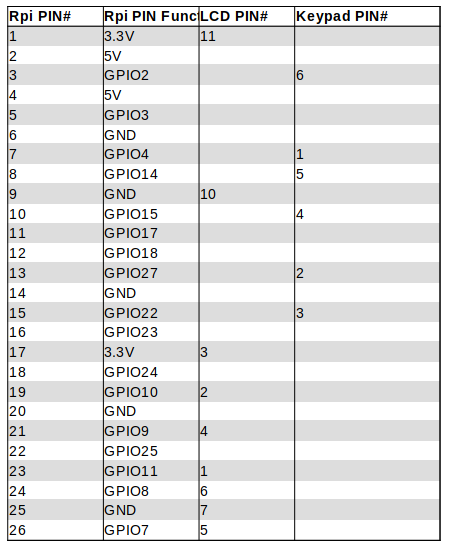 Rpi PIN# Rpi PIN Func LCD PIN# Keypad PIN#
1 3.3V 11
2 5V
3 GPIO2 6
4 5V
5 GPIO3
6 GND
7 GPIO4 1
8 GPIO14 5
9 GND 10
10 GPIO15 4
11 GPIO17
12 GPIO18
13 GPIO27 2
14 GND
15 GPIO22 3
16 GPIO23
17 3.3V 3
18 GPIO24
19 GPIO10 2
20 GND
21 GPIO9 4
22 GPIO25
23 GPIO11 1
24 GPIO8 6
25 GND 7
26 GPIO7 5